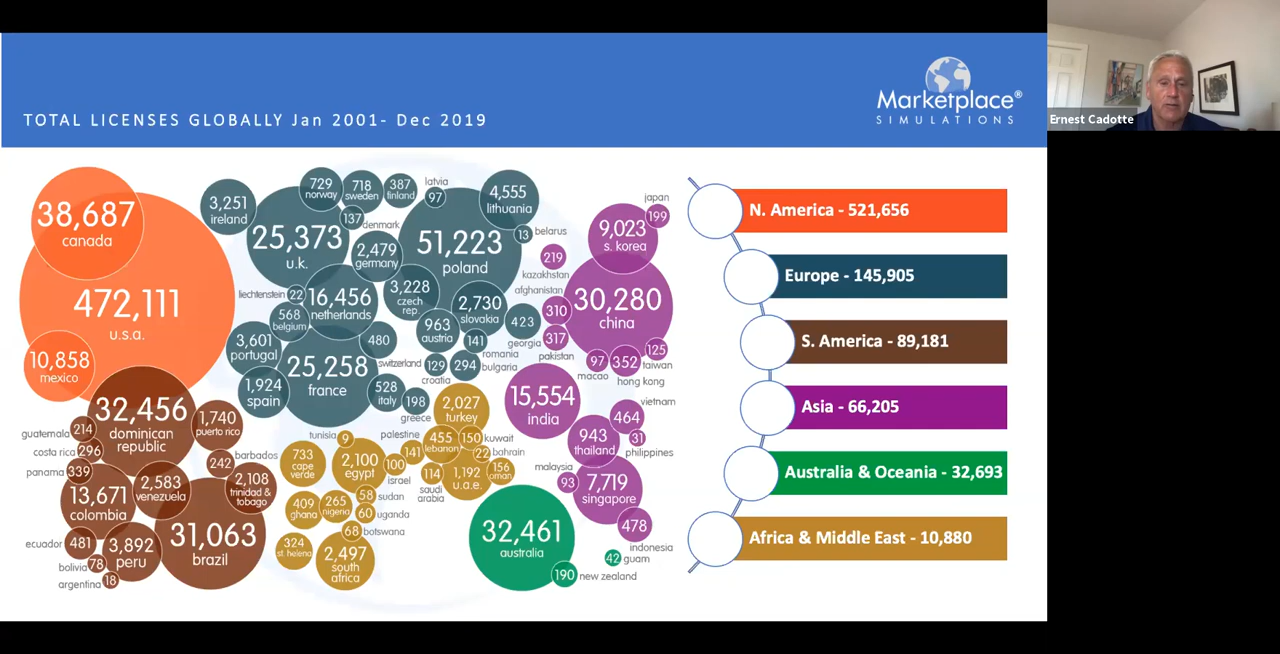 TOTAL LICENSES GLOBALLY Jan 2001- Dec 2019
Marketplace®
SIMULATIONS
Ernest Cadotte
38,687
canada
472,111
u.s.a.
10,858
mexico
3,251
ireland
729
norway
718
sweden
387
finland
latvia
97
4,555
lithuania
13
belarus
137
denmark
25,373
u.k.
2,479
germany
51,223
poland
liechtenstein
22
16,456
netherlands
3,228
czech
rep.
2,730
slovakia
568
belgium
963
austria
423
georgia
3,601
portugal
480
switzerland
141
romania
25,258
france
129
croatia
294
bulgaria
1,924
spain
528
italy
198
greece
japan
199
9,023
s. korea
219
kazakhstan
afghanistan
310
30,280
china
317
pakistan
97
macao
352
hong kong
125
taiwan
15,554
india
464
vietnam
943
thailand
31
philippines
malaysia
93
7,719
singapore
478
indonesia
32,456
dominican
republic
1,740
puerto rico
guatemala
214
costa rica
296
panama
339
242
barbados
2,583
venezuela
2,108
trinidad &
tobago
13,671
colombia
31,063
brazil
ecuador
481
3,892
peru
bolivia
78
argentina
18
2,027
turkey
tunisia
9
palestine
141
455
lebanon
150
kuwait
22
bahrain
733
cape
verde
2,100
egypt
100
israel
114
saudi
arabia
1,192
u.a.e.
156
oman
409
ghana
265
nigeria
58
sudan
60
uganda
68
botswana
324
st. helena
2,497
south
africa
32,461
australia
42
guam
190
new zealand
N. America - 521,656
Europe - 145,905
S. America - 89,181
Asia - 66,205
Australia & Oceania - 32,693
Africa & Middle East - 10,880